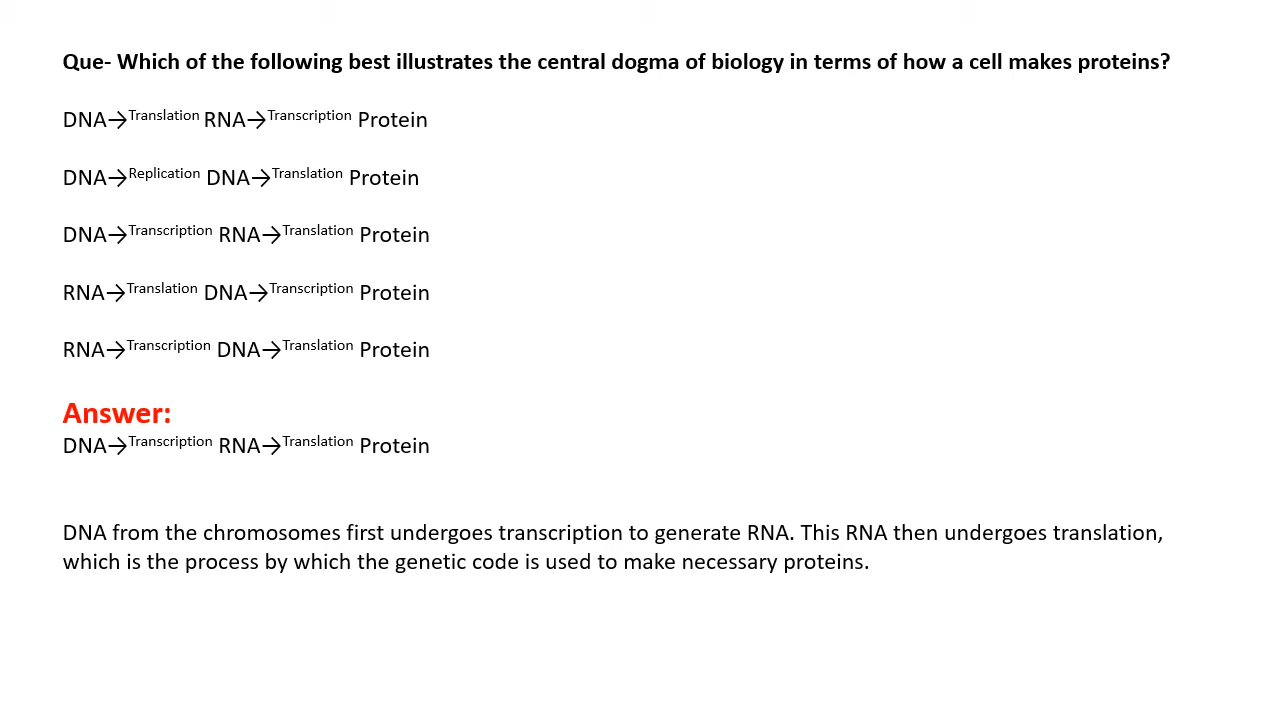 Que- Which of the following best illustrates the central dogma of biology in terms of how a cell makes proteins?
DNA→Translation RNA→Transcription Protein
DNA→Replication DNA→Translation Protein
DNA→Transcription RNA→Translation Protein
RNA→Translation DNA→Transcription Protein
RNA→Transcription DNA→Translation Protein
Answer:
DNA→Transcription RNA→Translation Protein
DNA from the chromosomes first undergoes transcription to generate RNA. This RNA then undergoes translation,
which is the process by which the genetic code is used to make necessary proteins.